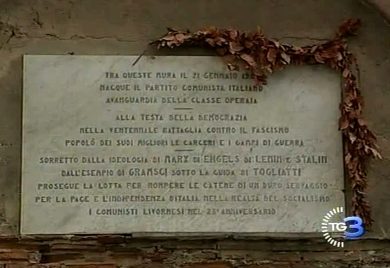 TRA QUESTE MURA IL 21 GENNAIO
NACQUE IL PARTITO COMUNISTA ITALIANO
AVANGUARDIA DELLA CLASSE OPERAIA
ALLA TESTA DELLA DEMOCRAZIA
NELLA VENTENNALE BATTAGLIA CONTRO IL FASCISMO
POPOLÒ DEI SUOI MIGLIORI LE CARCERI E I CAMPI DI GUERRA
SORRETTO DALLA IDEOLOGIA DI MARX DI ENGELS DI LENIN E STALIN
DALL'ESEMPIO DI GRAMSCI SOTTO LA GUIDA DI TOGLIATTI
PROSEGUE LA LOTTA PER ROMPERE LE CATENE DI UN DURO SERVAGGIO
PER LA PACE E L'INDIPENDENZA D'ITALIA NELLA REALTÀ DEL SOCIALISMO
I COMUNISTI LIVORNESI NEL ANNIVERSARIO
TG3